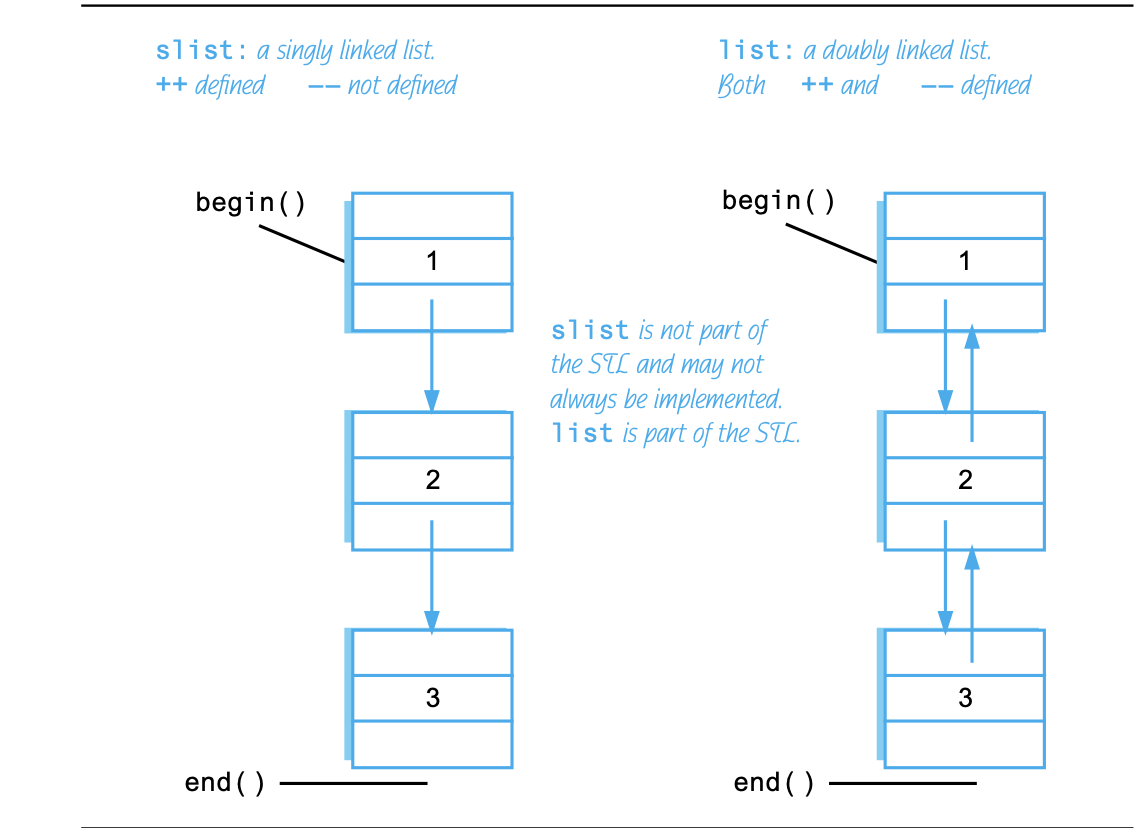 slist: a singly linked list.
++ defined -- not defined
list: a doubly linked list.
Both ++ and -- defined
begin()
1
2
3
end()
slist is not part of
the STL and may not
always be implemented.
list is part of the STL.
begin()
1
2
3
end()